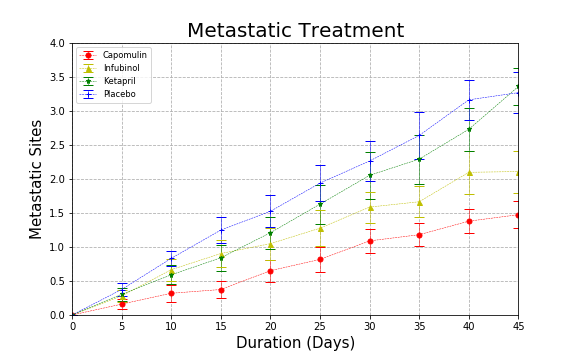 Metastatic Treatment
Capomulin
Infubinol
Ketapril
Placebo
Metastatic Sites
4.0
3.5
3.0
2.5
2.0
1.5
1.0
0.5
0.0
0 5 10 15 20 25 30 35 40 45
Duration (Days)